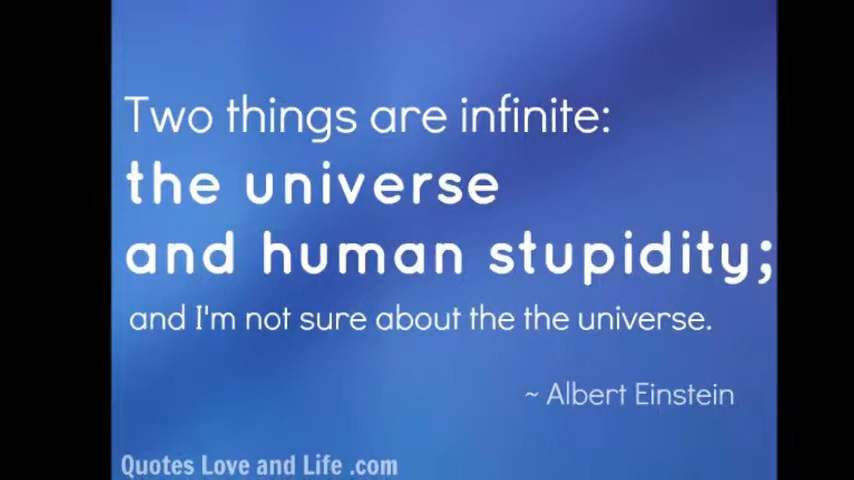 Two things are infinite:
the universe
and human stupidity;
and I'm not sure about the the universe.
~ Albert Einstein
Quotes Love and Life .com